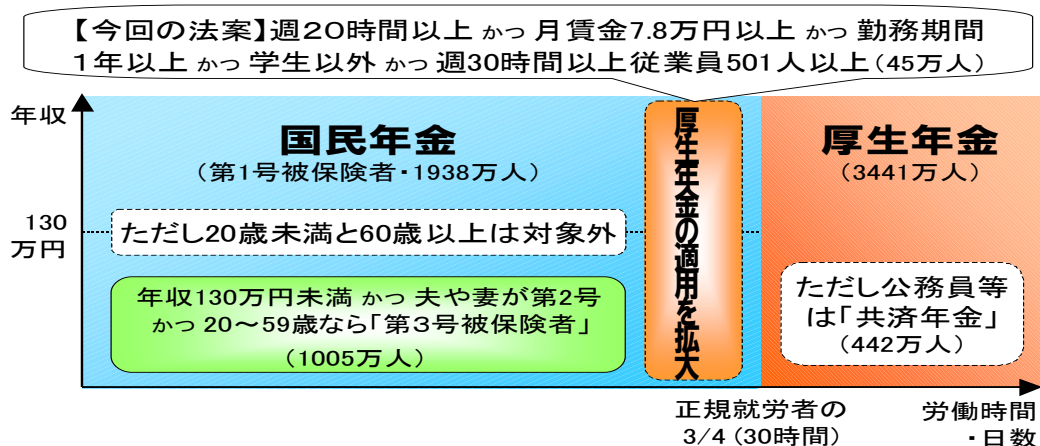 【今回の法案】週20時間以上 かつ 月賃金7.8万円以上 かつ 勤務期間
1年以上 かつ 学生以外 かつ 週30時間以上従業員501人以上(45万人)
年収
国民年金
(第1号被保険者・1938万人)
厚生年金の適用を拡大
厚生年金
(3441万人)
130
万円
ただし20歳未満と60歳以上は対象外
年収130万円未満 かつ 夫や妻が第2号
かつ 20～59歳なら「第3号被保険者」
(1005万人)
ただし公務員等
は「共済年金」
(442万人)
正規就労者の
3/4 (30時間)
労働時間
・日数